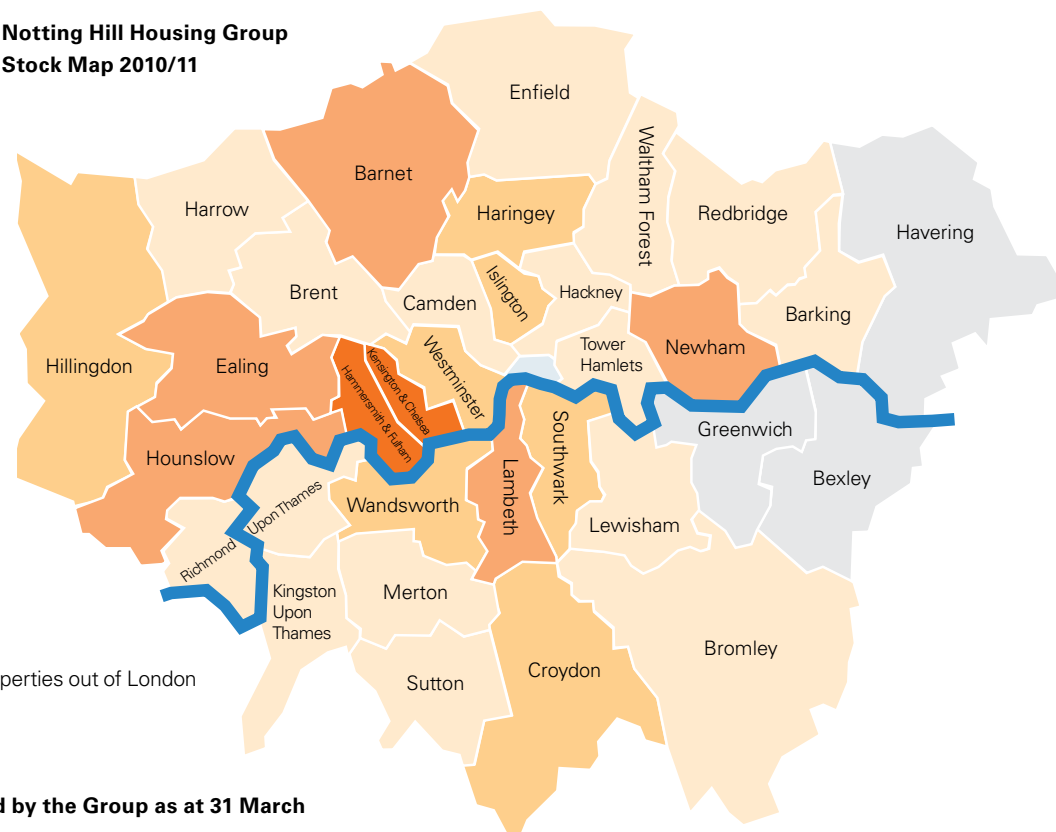 Notting Hill Housing Group
Stock Map 2010/11
Enfield
Barnet
Waltham Forest
Harrow
Haringey
Redbridge
Havering
Brent
Camden
Islington
Hackney
Barking
Hillingdon
Ealing
Kensington & Chelsea
Hammersmith & Fulham
Westminster
Tower
Hamlets
Newham
Greenwich
Hounslow
Southwark
Lambeth
Bexley
Wandsworth
Lewisham
Richmond Upon Thames
Kingston
Upon
Thames
Merton
Bromley
Croydon
Sutton
perties out of London
d by the Group as at 31 March